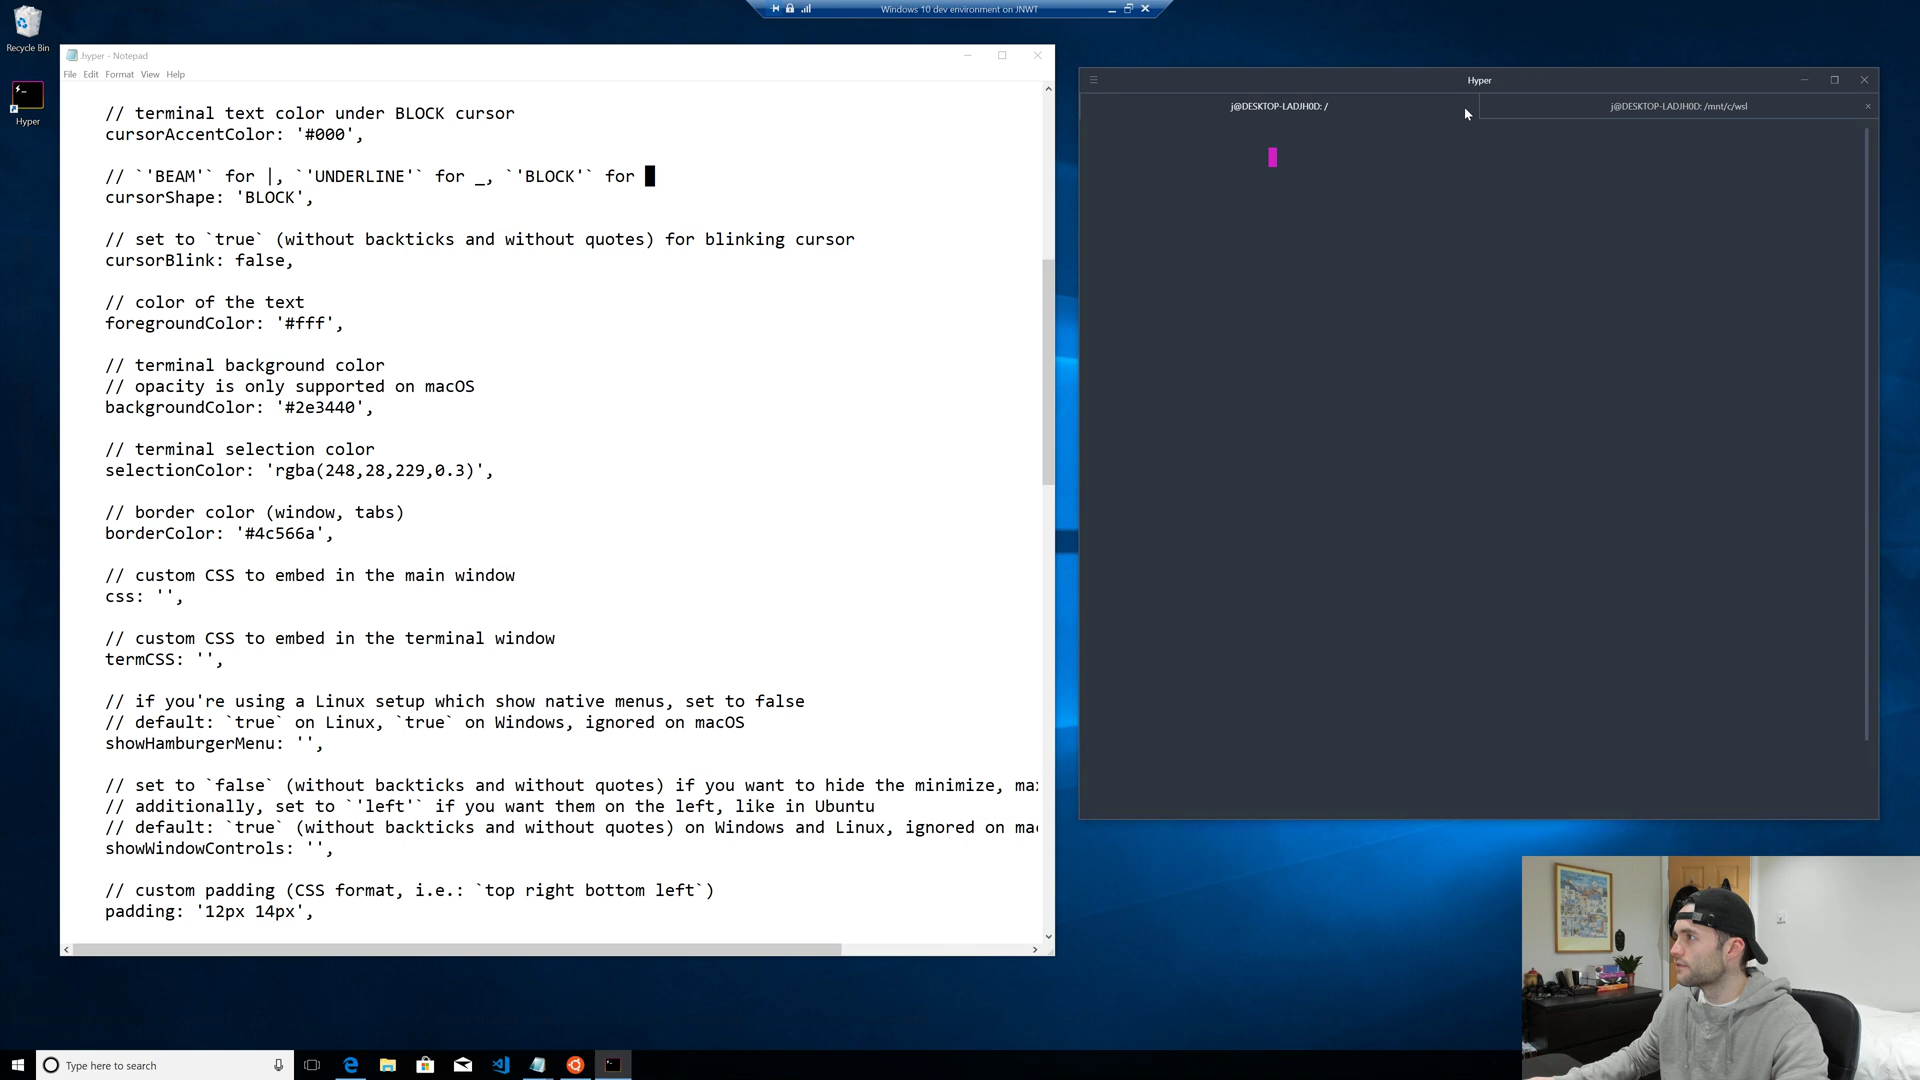 Windows 10 dev environment on JNWT
Recycle Bin
Hyper
.hyper - Notepad
File Edit Format View Help
// terminal text color under BLOCK cursor
cursorAccentColor: '#000',
// `'BEAM'` for |, `'UNDERLINE'` for _, `'BLOCK'` for █
cursorShape: 'BLOCK',
// set to `true` (without backticks and without quotes) for blinking cursor
cursorBlink: false,
// color of the text
foregroundColor: '#fff',
// terminal background color
// opacity is only supported on macOS
backgroundColor: '#2e3440',
// terminal selection color
selectionColor: 'rgba(248,28,229,0.3)',
// border color (window, tabs)
borderColor: '#4c566a',
// custom CSS to embed in the main window
css: '',
// custom CSS to embed in the terminal window
termCSS: '',
// if you're using a Linux setup which show native menus, set to false
// default: `true` on Linux, `true` on Windows, ignored on macOS
showHamburgerMenu: '',
// set to `false` (without backticks and without quotes) if you want to hide the minimize, ma
// additionally, set to `'left'` if you want them on the left, like in Ubuntu
// default: `true` (without backticks and without quotes) on Windows and Linux, ignored on ma
showWindowControls: '',
// custom padding (CSS format, i.e.: `top right bottom left`)
padding: '12px 14px',
Hyper
j@DESKTOP-LADJH0D: /
j@DESKTOP-LADJH0D: /mnt/c/wsl
Type here to search